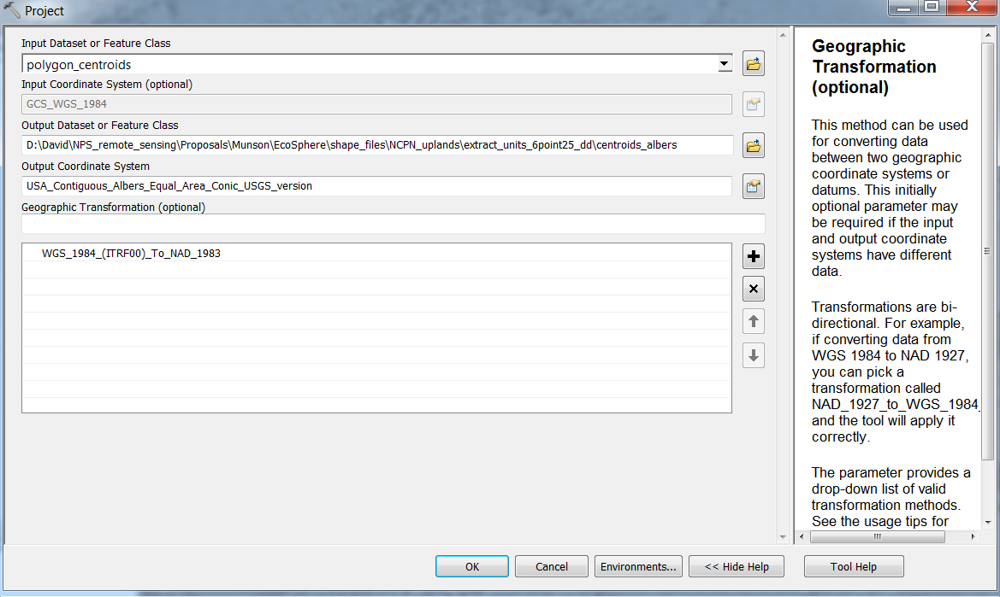 Project
Input Dataset or Feature Class
polygon_centroids
Input Coordinate System (optional)
GCS_WGS_1984
Output Dataset or Feature Class
D:\David\NPS_remote_sensing\Proposals\Munson\EcoSphere\shape_files\NCPN_uplands\extract_units_6point25_dd\centroids_albers
Output Coordinate System
USA_Contiguous_Albers_Equal_Area_Conic_USGS_version
Geographic Transformation (optional)
WGS_1984_(ITRF00)_To_NAD_1983
OK
Cancel
Environments...
<< Hide Help
Geographic
Transformation
(optional)
This method can be used
for converting data
between two geographic
coordinate systems or
datums. This initially
optional parameter may
be required if the input
and output coordinate
systems have different
data.
Transformations are bi-
directional. For example,
if converting data from
WGS 1984 to NAD 1927,
you can pick a
transformation called
NAD_1927_to_WGS_1984_
and the tool will apply it
correctly.
The parameter provides a
drop-down list of valid
transformation methods.
See the usage tips for
Tool Help